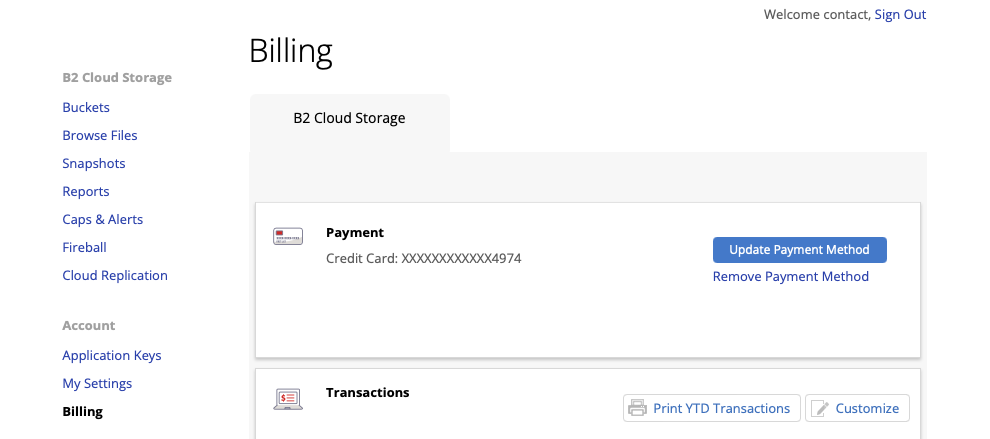 Welcome contact, Sign Out
Billing
B2 Cloud Storage
Buckets
Browse Files
Snapshots
Reports
Caps & Alerts
Fireball
Cloud Replication
Account
Application Keys
My Settings
Billing
B2 Cloud Storage
Payment
Credit Card: XXXXXXXXXXXX4974
Update Payment Method
Remove Payment Method
Transactions
Print YTD Transactions
Customize